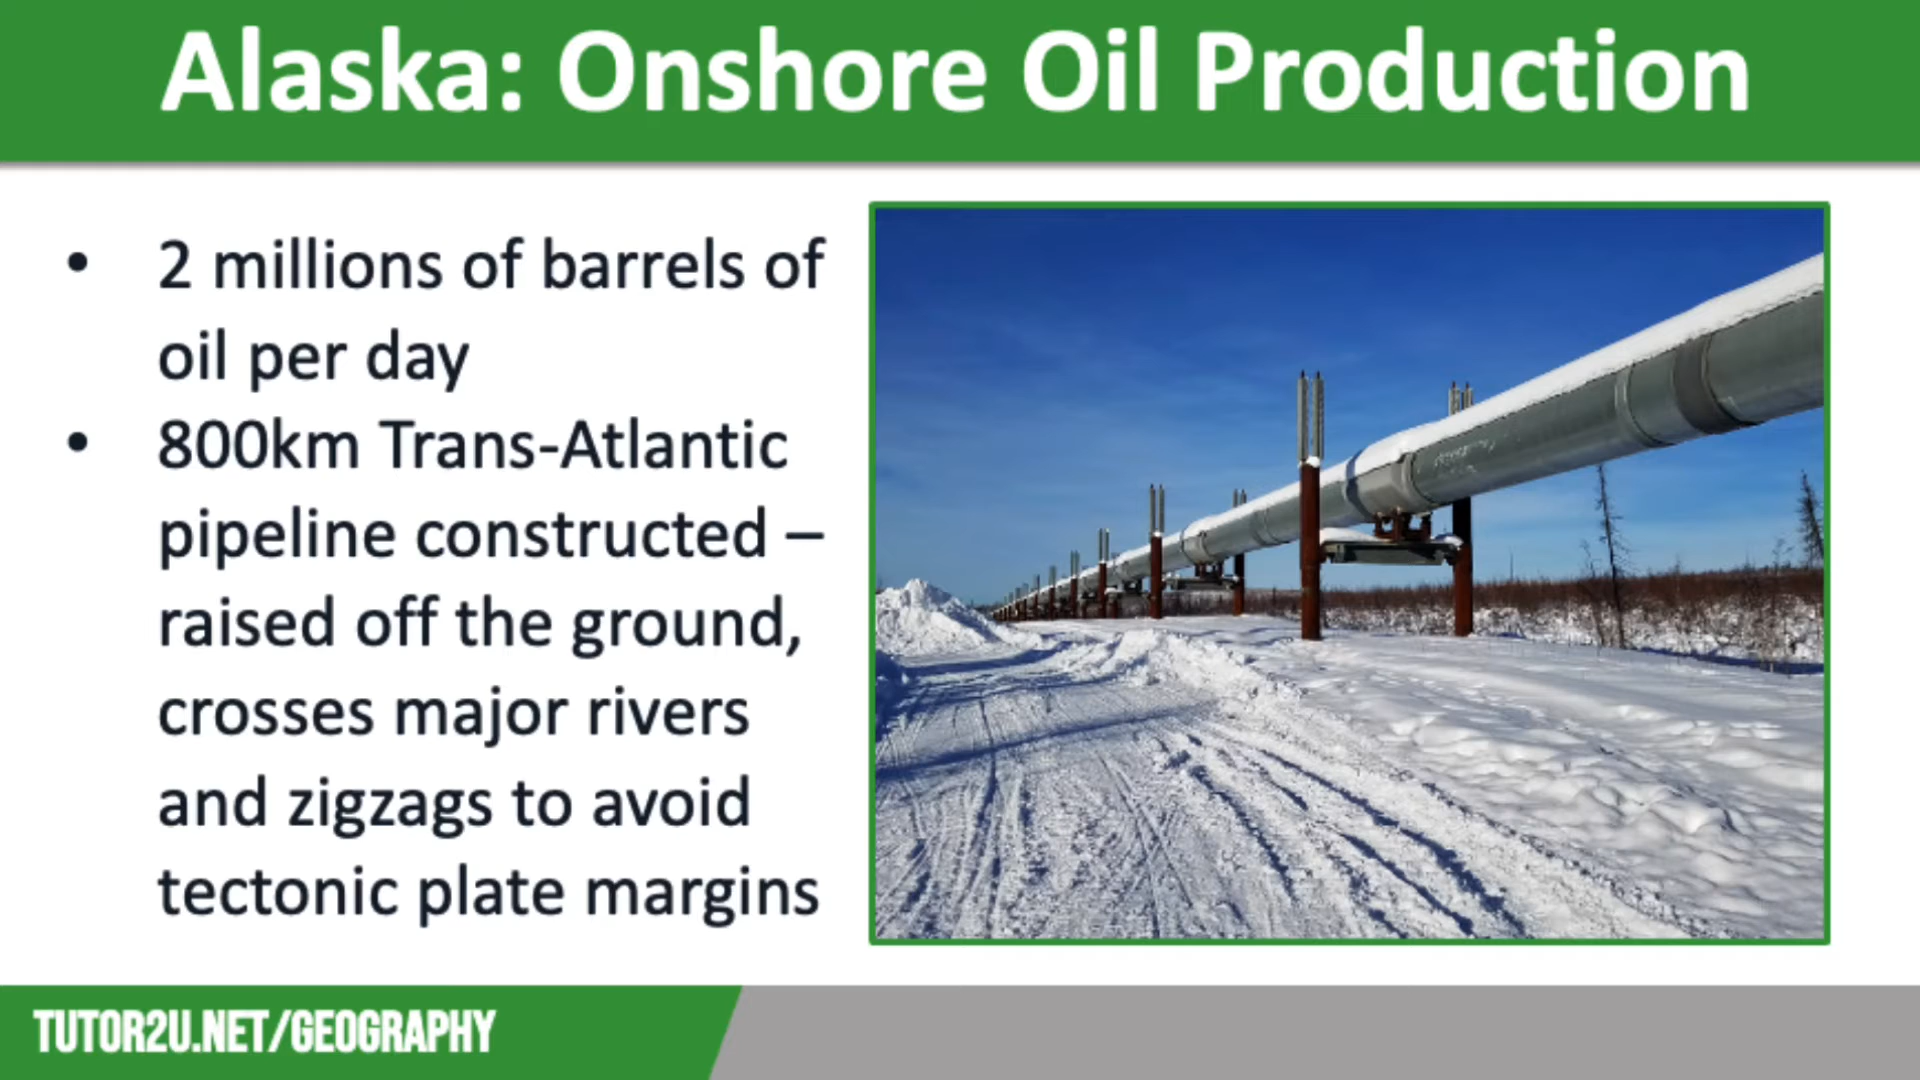 Alaska: Onshore Oil Production
• 2 millions of barrels of
oil per day
• 800km Trans-Atlantic
pipeline constructed –
raised off the ground,
crosses major rivers
and zigzags to avoid
tectonic plate margins
TUTOR2U.NET/GEOGRAPHY